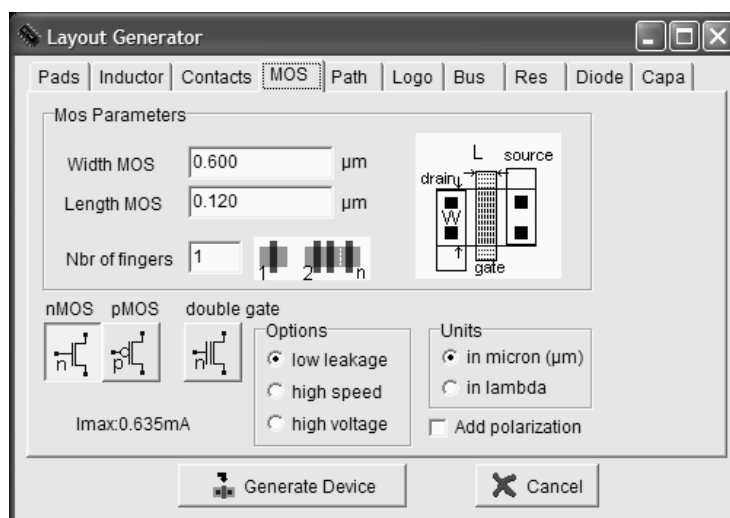 Layout Generator
Pads Inductor Contacts MOS Path Logo Bus Res Diode Capa
Mos Parameters
Width MOS 0.600 µm
Length MOS 0.120 µm
Nbr of fingers 1
1 2 n
L source
drain
W
gate
nMOS pMOS double gate
n p n
Imax:0.635mA
Options
low leakage
high speed
high voltage
Units
in micron (µm)
in lambda
Add polarization
Generate Device Cancel